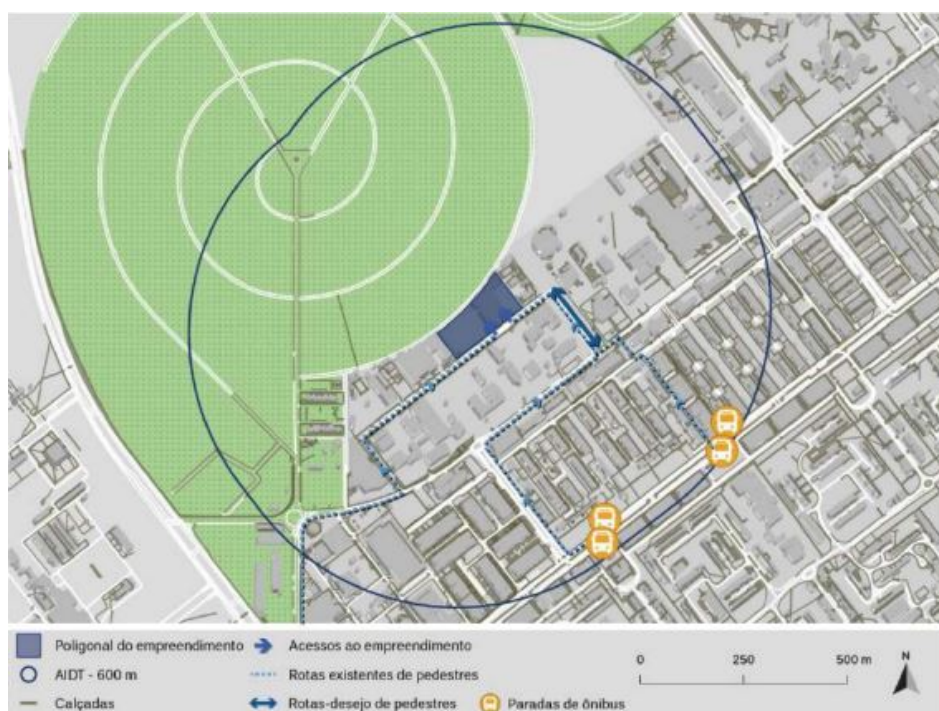 Poligonal do empreendimento
Acessos ao empreendimento
AIDT - 600 m
Rotas existentes de pedestres
Calçadas
Rotas-desejo de pedestres
Paradas de ônibus
0 250 500 m
N